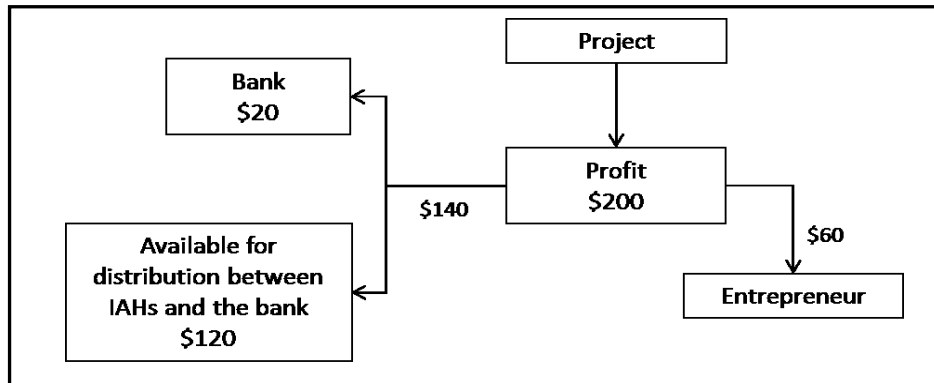 Project
Bank
$20
Profit
$200
$140
$60
Available for
distribution between
IAHs and the bank
$120
Entrepreneur